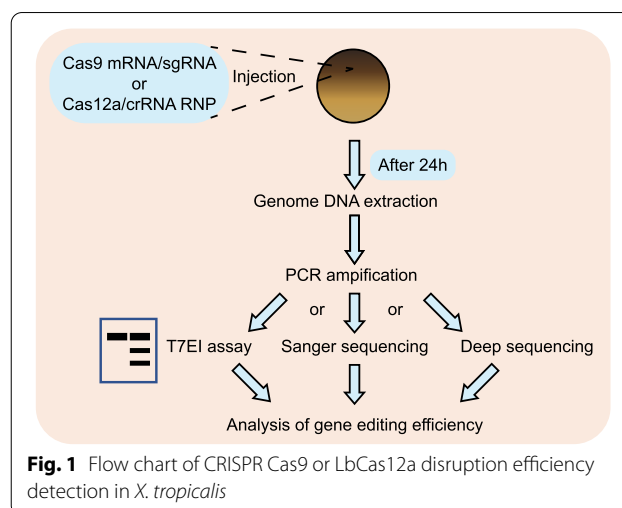 Cas9 mRNA/sgRNA
or
Cas12a/crRNA RNP
Injection
After 24h
Genome DNA extraction
PCR ampification
or or
T7EI assay Sanger sequencing Deep sequencing
Analysis of gene editing efficiency
Fig. 1 Flow chart of CRISPR Cas9 or LbCas12a disruption efficiency
detection in X. tropicalis